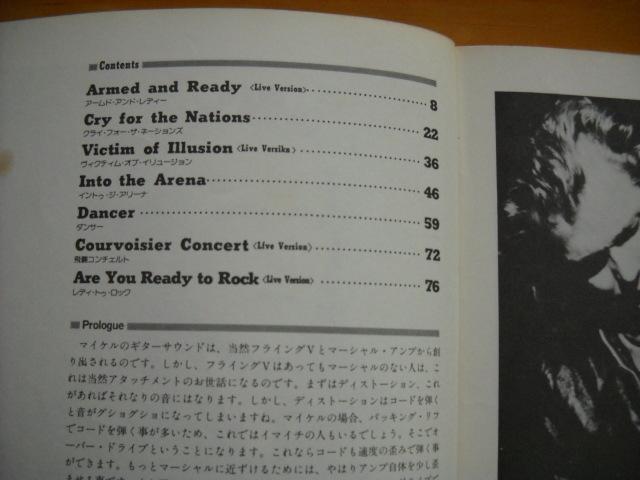 Contents
Armed and Ready 〈Live Version〉 8
アームド・アンド・レディー
Cry for the Nations 22
クライ・フォー・ザ・ネーションズ
Victim of Illusion 〈Live Versikn〉 36
ヴィクティム・オブ・イリュージョン
Into the Arena 46
イントゥ・ジ・アリーナ
Dancer 59
ダンサー
Courvoisier Concert 〈Live Version〉 72
飛翔コンチェルト
Are You Ready to Rock 〈Live Version〉 76
レディ・トゥ・ロック
Prologue
マイケルのギターサウンドは、当然フライングVとマーシャル・アンプから創
り出されるのです。しかし、フライングVはあってもマーシャルのない人は、こ
れは当然アタッチメントのお世話になるのです。まずはディストーション、これ
があればそれなりの音にはなります。しかし、ディストーションはコードを弾く
と音がグショグショになってしまいますね。マイケルの場合、バッキング・リフ
でコードを弾く事が多いため、これではイマイチの人もいるでしょう。そこでオ
ーバー・ドライブということになります。これならコードも適度の歪みで弾く事
ができます。もっとマーシャルに近ずけるためには、やはりアンプ自体を少し歪